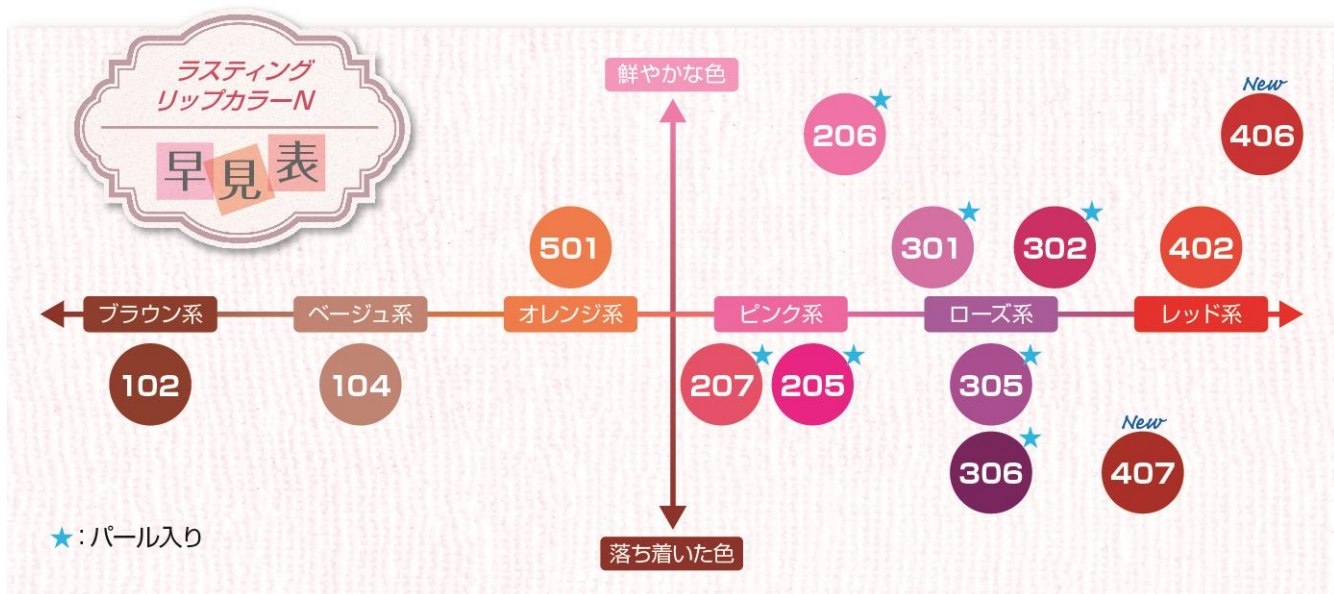 ラスティング
リップカラーN
早見表
鮮やかな色
New
206
406
501
301
302
402
ブラウン系
ベージュ系
オレンジ系
ピンク系
ローズ系
レッド系
102
104
207
205
305
New
306
407
★:パール入り
落ち着いた色